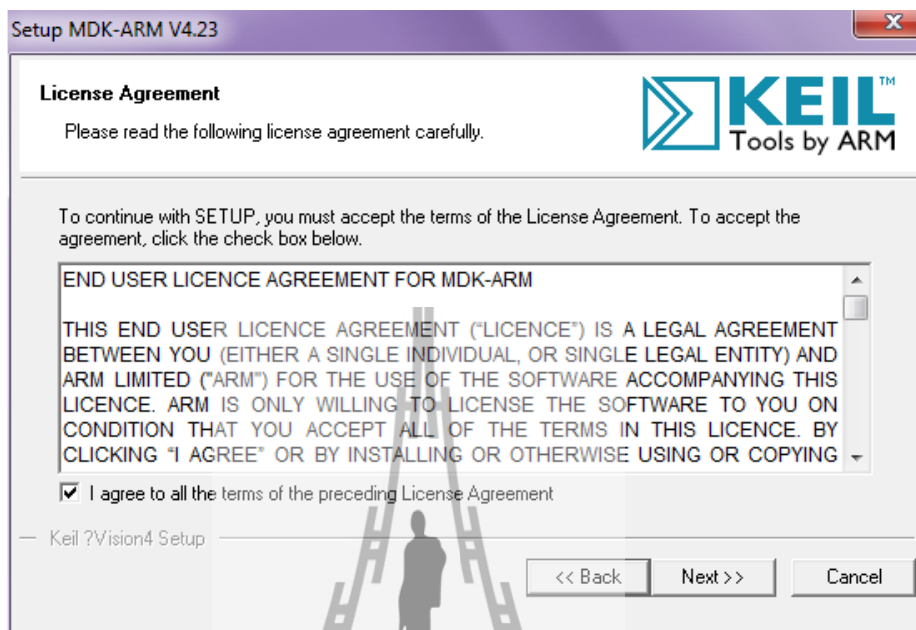 Setup MDK-ARM V4.23
License Agreement
Please read the following license agreement carefully.
KEIL™
Tools by ARM
To continue with SETUP, you must accept the terms of the License Agreement. To accept the
agreement, click the check box below.
END USER LICENCE AGREEMENT FOR MDK-ARM
THIS END USER LICENCE AGREEMENT (“LICENCE”) IS A LEGAL AGREEMENT
BETWEEN YOU (EITHER A SINGLE INDIVIDUAL, OR SINGLE LEGAL ENTITY) AND
ARM LIMITED ("ARM") FOR THE USE OF THE SOFTWARE ACCOMPANYING THIS
LICENCE. ARM IS ONLY WILLING TO LICENSE THE SOFTWARE TO YOU ON
CONDITION THAT YOU ACCEPT ALL OF THE TERMS IN THIS LICENCE. BY
CLICKING “I AGREE” OR BY INSTALLING OR OTHERWISE USING OR COPYING
I agree to all the terms of the preceding License Agreement
Keil ?Vision4 Setup
<< Back
Next >>
Cancel